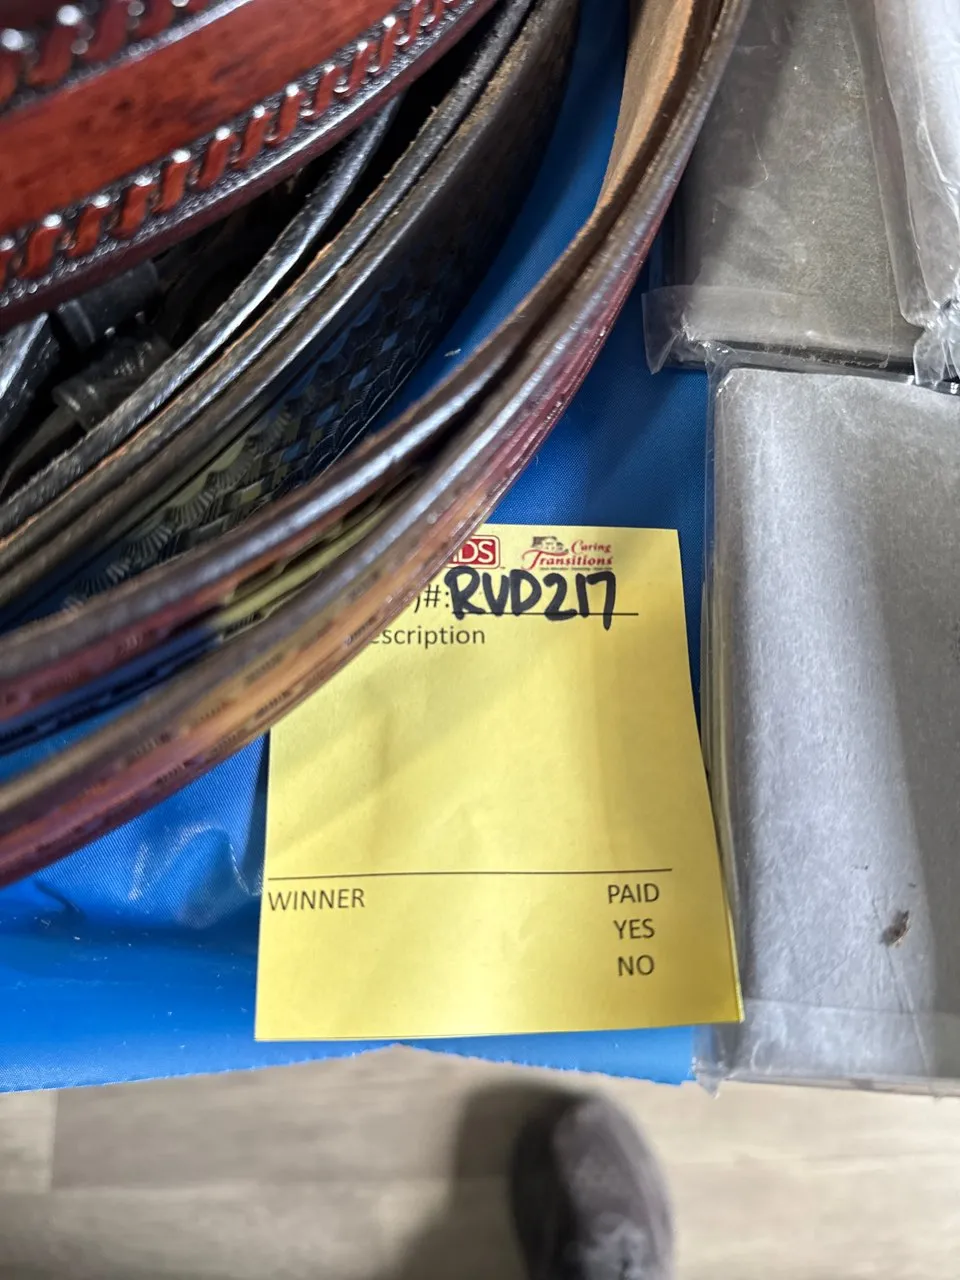 DS Caring
Transitions
)#: RVD217
escription
WINNER PAID
YES
NO